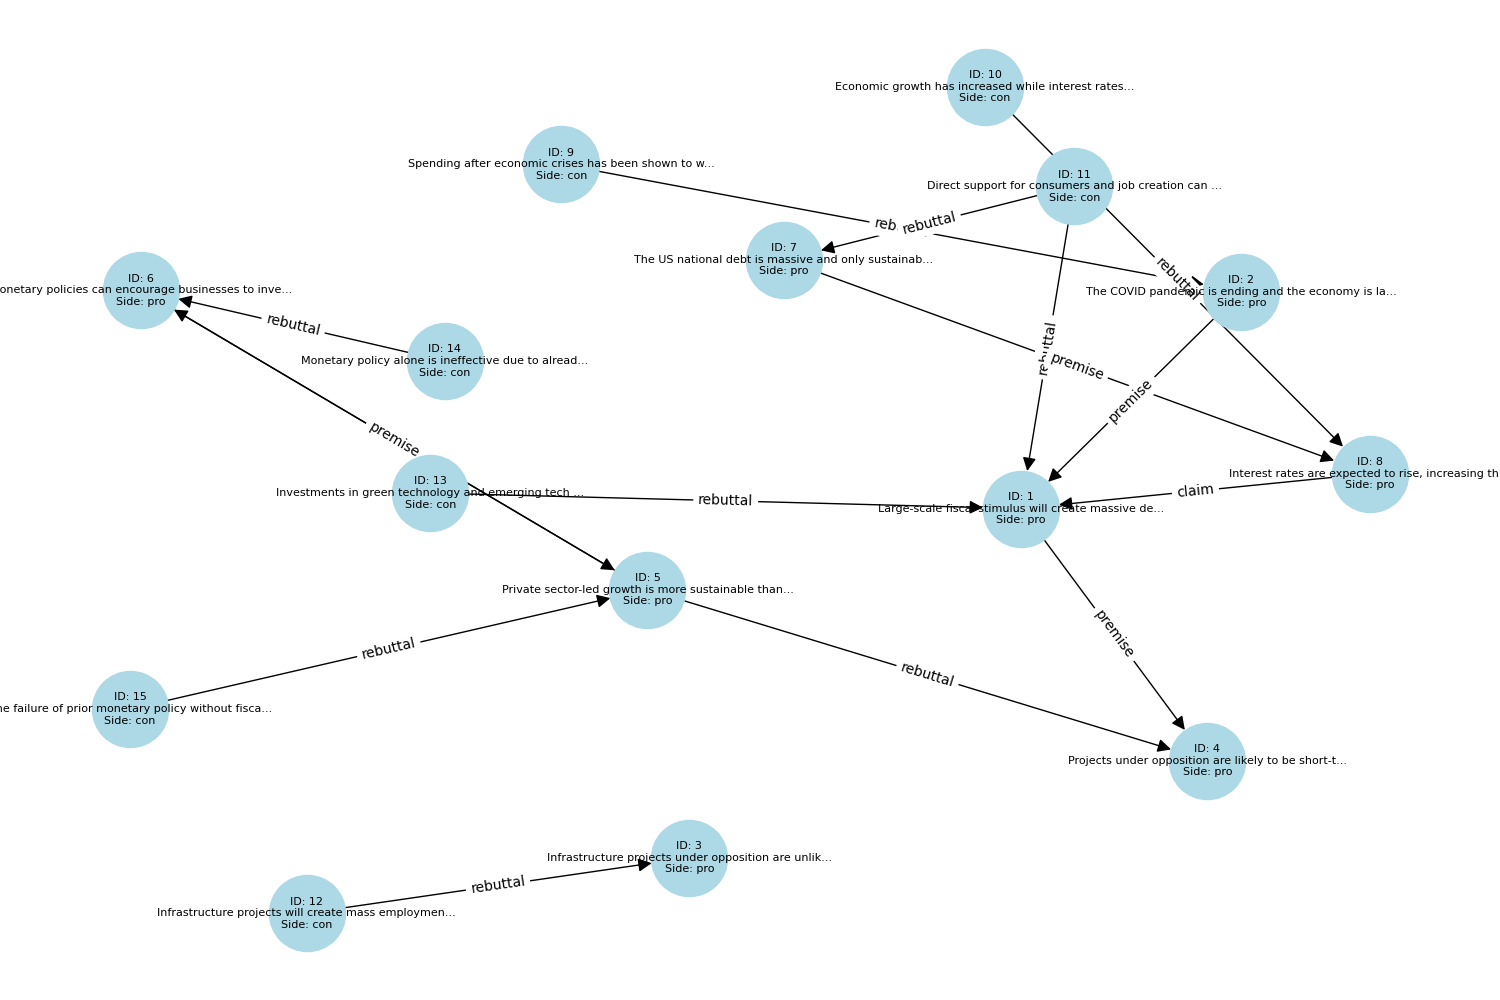 ID: 10
Economic growth has increased while interest rates...
Side: con
ID: 9
Spending after economic crises has been shown to w...
Side: con
ID: 11
Direct support for consumers and job creation can ...
Side: con
rebuttal
ID: 7
The US national debt is massive and only sustainab...
Side: pro
rebuttal
ID: 6
onetary policies can encourage businesses to inve...
Side: pro
ID: 2
The COVID pandemic is ending and the economy is la...
Side: pro
rebuttal
ID: 14
Monetary policy alone is ineffective due to alread...
Side: con
rebuttal
premise
premise
premise
ID: 13
Investments in green technology and emerging tech ...
Side: con
rebuttal
ID: 8
Interest rates are expected to rise, increasing th
Side: pro
claim
ID: 1
Large-scale fiscal stimulus will create massive de...
Side: pro
ID: 5
Private sector-led growth is more sustainable than...
Side: pro
rebuttal
premise
rebuttal
ID: 15
he failure of prior monetary policy without fisca...
Side: con
ID: 4
Projects under opposition are likely to be short-t...
Side: pro
ID: 3
Infrastructure projects under opposition are unlik...
Side: pro
rebuttal
ID: 12
Infrastructure projects will create mass employmen...
Side: con